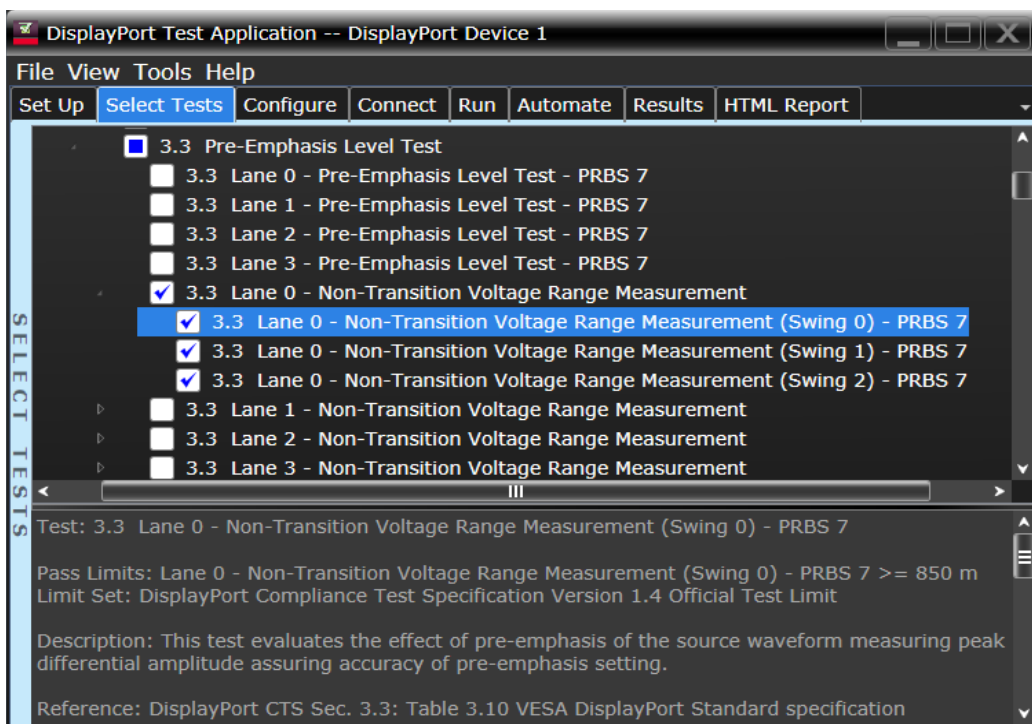 DisplayPort Test Application -- DisplayPort Device 1
File View Tools Help
Set Up Select Tests Configure Connect Run Automate Results HTML Report
SELECT TESTS
3.3 Pre-Emphasis Level Test
3.3 Lane 0 - Pre-Emphasis Level Test - PRBS 7
3.3 Lane 1 - Pre-Emphasis Level Test - PRBS 7
3.3 Lane 2 - Pre-Emphasis Level Test - PRBS 7
3.3 Lane 3 - Pre-Emphasis Level Test - PRBS 7
3.3 Lane 0 - Non-Transition Voltage Range Measurement
3.3 Lane 0 - Non-Transition Voltage Range Measurement (Swing 0) - PRBS 7
3.3 Lane 0 - Non-Transition Voltage Range Measurement (Swing 1) - PRBS 7
3.3 Lane 0 - Non-Transition Voltage Range Measurement (Swing 2) - PRBS 7
3.3 Lane 1 - Non-Transition Voltage Range Measurement
3.3 Lane 2 - Non-Transition Voltage Range Measurement
3.3 Lane 3 - Non-Transition Voltage Range Measurement
Test: 3.3 Lane 0 - Non-Transition Voltage Range Measurement (Swing 0) - PRBS 7
Pass Limits: Lane 0 - Non-Transition Voltage Range Measurement (Swing 0) - PRBS 7 >= 850 m
Limit Set: DisplayPort Compliance Test Specification Version 1.4 Official Test Limit
Description: This test evaluates the effect of pre-emphasis of the source waveform measuring peak
differential amplitude assuring accuracy of pre-emphasis setting.
Reference: DisplayPort CTS Sec. 3.3: Table 3.10 VESA DisplayPort Standard specification